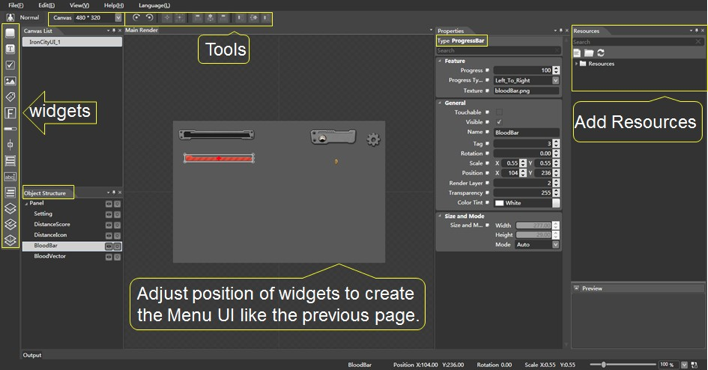 File(F) Edit(E) View(V) Help(H) Language(L)
Normal Canvas 480 * 320
Canvas List
IronCityUI_1
Main Render
Tools
widgets
Object Structure
Panel
Setting
DistanceScore
DistanceIcon
BloodBar
BloodVector
Adjust position of widgets to create
the Menu UI like the previous page.
Properties
Type ProgressBar
Search
Feature
Progress 100
Progress Ty... Left_To_Right
Texture bloodBar.png
General
Touchable
Visible
Name BloodBar
Tag 3
Rotation 0.00
Scale X 0.55 Y 0.55
Position X 104 Y 236
Render Layer 2
Transparency 255
Color Tint White
Size and Mode
Size and M... Width
Height
Mode Auto
Resources
Search
Resources
Add Resources
Preview
Output
BloodBar Position X:104.00 Y:236.00 Rotation 0.00 Scale X:0.55 Y:0.55 100 %